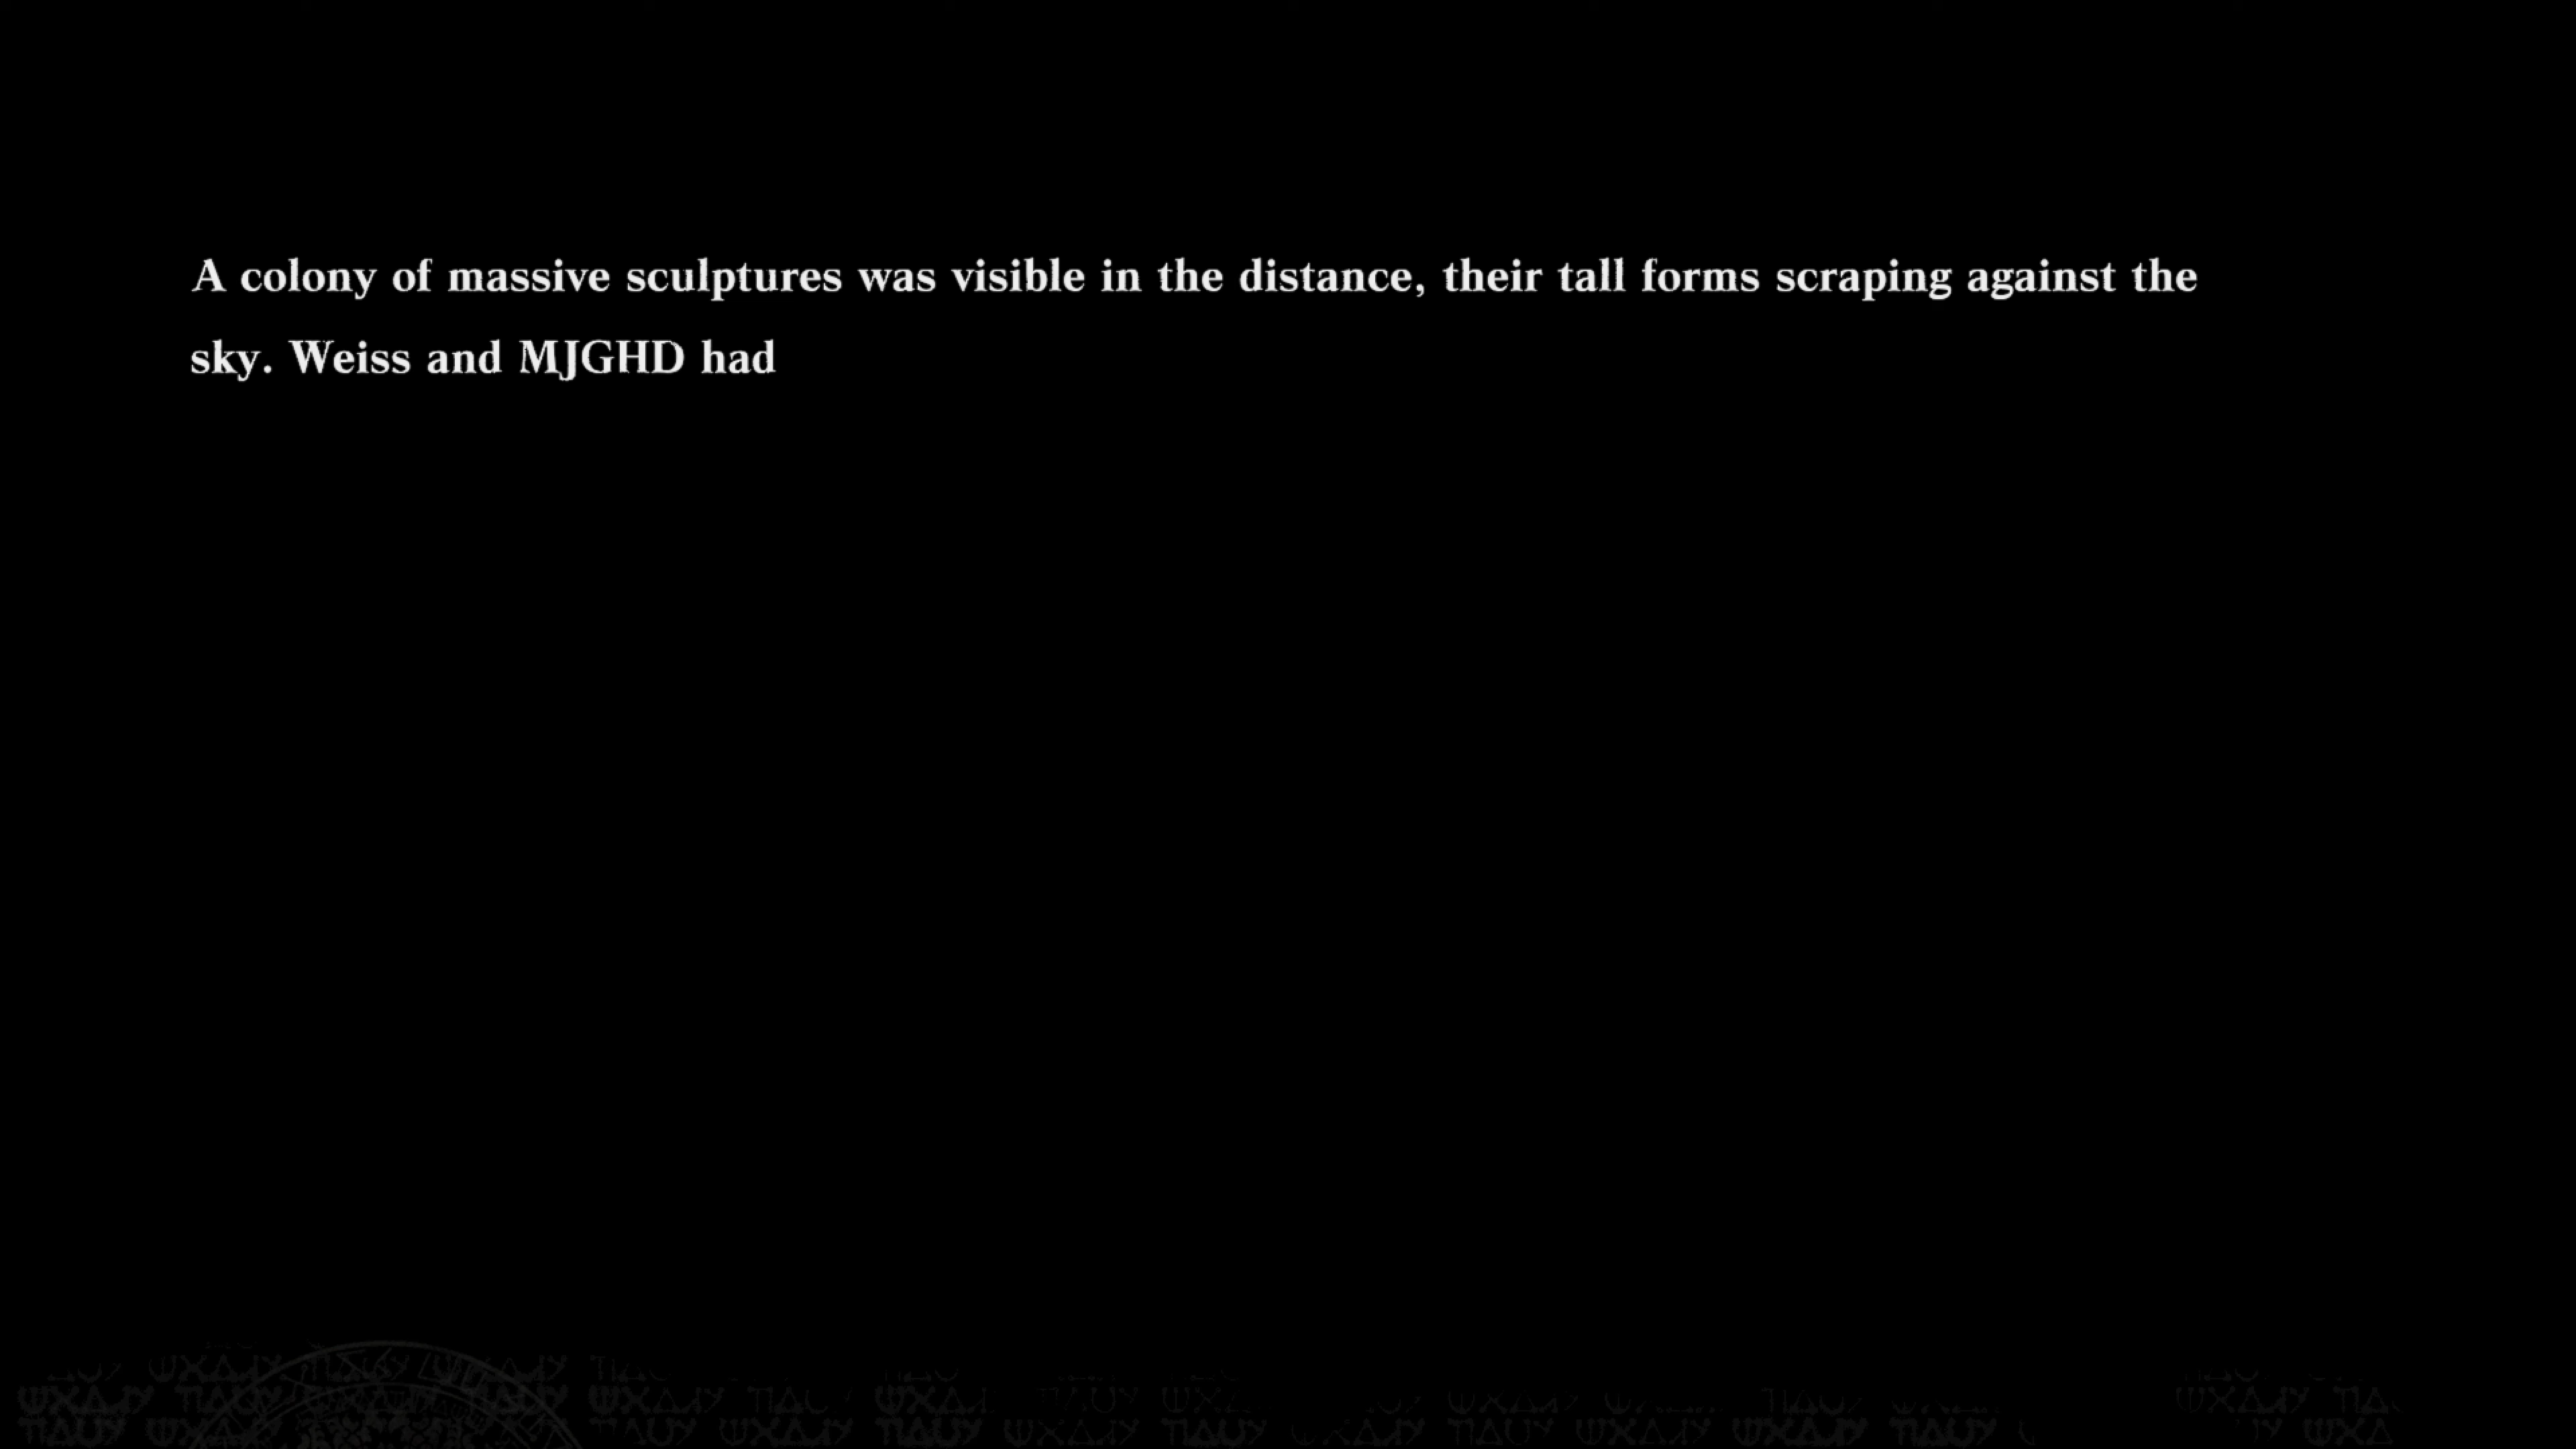 A colony of massive sculptures was visible in the distance, their tall forms scraping against the
sky. Weiss and MJGHD had